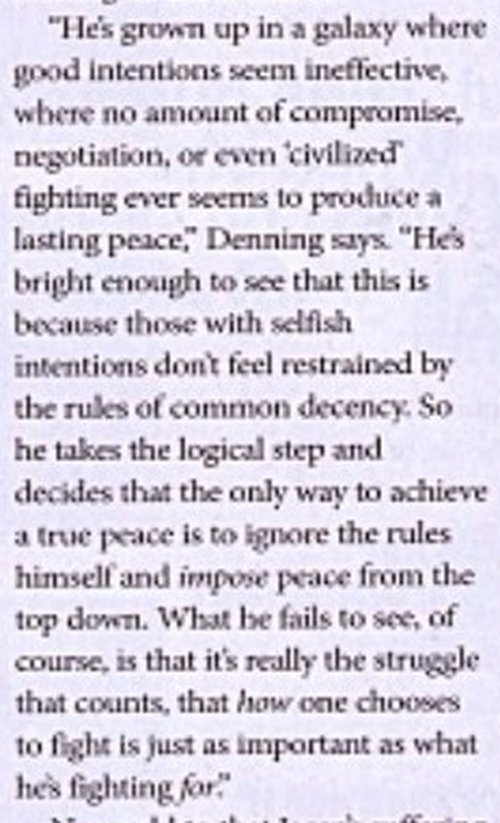 "He's grown up in a galaxy where
good intentions seem ineffective,
where no amount of compromise,
negotiation, or even 'civilized'
fighting ever seems to produce a
lasting peace," Denning says. "He's
bright enough to see that this is
because those with selfish
intentions don't feel restrained by
the rules of common decency. So
he takes the logical step and
decides that the only way to achieve
a true peace is to ignore the rules
himself and impose peace from the
top down. What he fails to see, of
course, is that it's really the struggle
that counts, that how one chooses
to fight is just as important as what
he's fighting for."